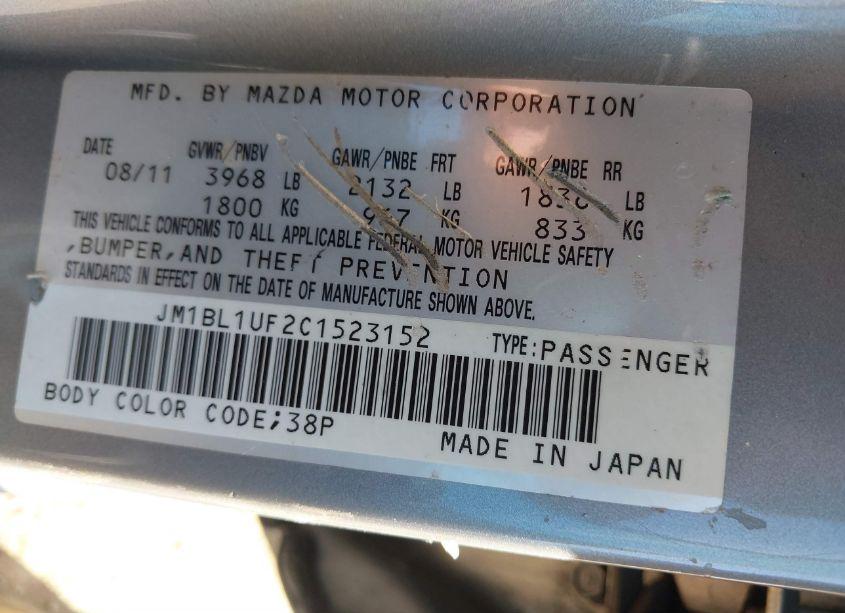 MFD. BY MAZDA MOTOR CORPORATION
DATE GVWR/PNBV GAWR/PNBE FRT GAWR/PNBE RR
08/11 3968 LB 2132 LB LB
1800 KG KG 833 KG
THIS VEHICLE CONFORMS TO ALL APPLICABLE FEDERAL MOTOR VEHICLE SAFETY
,BUMPER,AND THEFT PREVENTION
STANDARDS IN EFFECT ON THE DATE OF MANUFACTURE SHOWN ABOVE.
JM1BL1UF2C1523152 TYPE:PASSENGER
BODY COLOR CODE;38P
MADE IN JAPAN